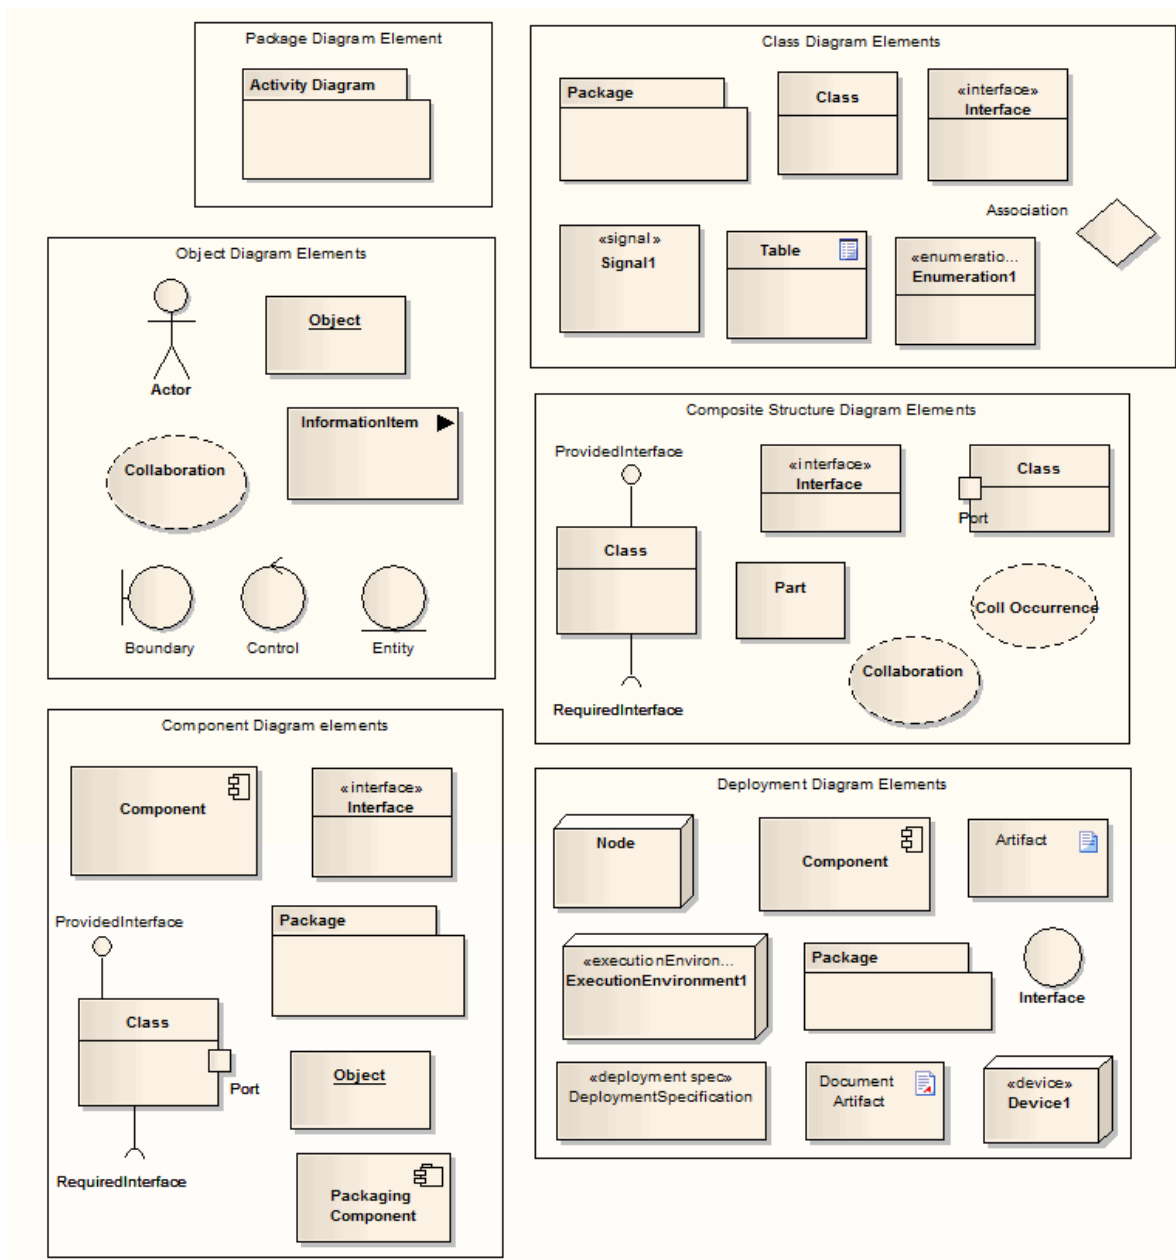 Package Diagram Element
Activity Diagram
Class Diagram Elements
Package
Class
«interface»
Interface
Association
«signal»
Signal1
Table
«enumeratio...
Enumeration1
Object Diagram Elements
Actor
Object
InformationItem
Collaboration
Boundary
Control
Entity
Composite Structure Diagram Elements
ProvidedInterface
«interface»
Interface
Class
Port
Class
Part
Coll Occurrence
Collaboration
RequiredInterface
Component Diagram elements
Component
«interface»
Interface
ProvidedInterface
Package
Class
Port
Object
RequiredInterface
Packaging
Component
Deployment Diagram Elements
Node
Component
Artifact
«executionEnviron...
ExecutionEnvironment1
Package
Interface
«deployment spec»
DeploymentSpecification
Document
Artifact
«device»
Device1